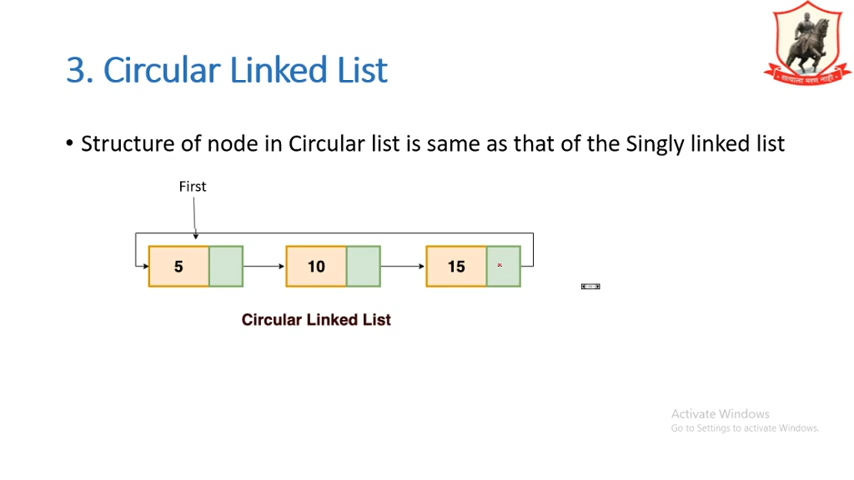 3. Circular Linked List
• Structure of node in Circular list is same as that of the Singly linked list
First
5 10 15
Circular Linked List
Activate Windows
Go to Settings to activate Windows.